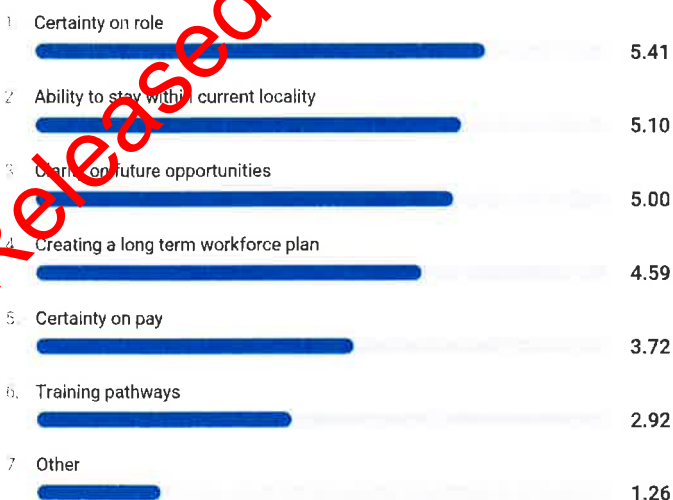 1. Certainty on role
5.41
2 Ability to stay within current locality
5.10
3. Clarity on future opportunities
5.00
4. Creating a long term workforce plan
4.59
5. Certainty on pay
3.72
6. Training pathways
2.92
7 Other
1.26
Released